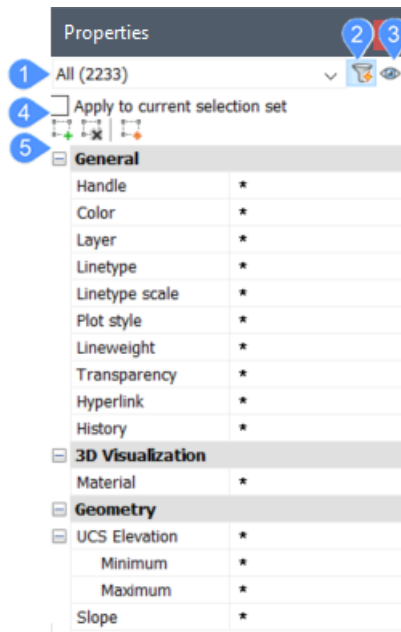 Properties
2
3
1
All (2233)
4
Apply to current selection set
5
General
Handle *
Color *
Layer *
Linetype *
Linetype scale *
Plot style *
Lineweight *
Transparency *
Hyperlink *
History *
3D Visualization
Material *
Geometry
UCS Elevation *
Minimum *
Maximum *
Slope *